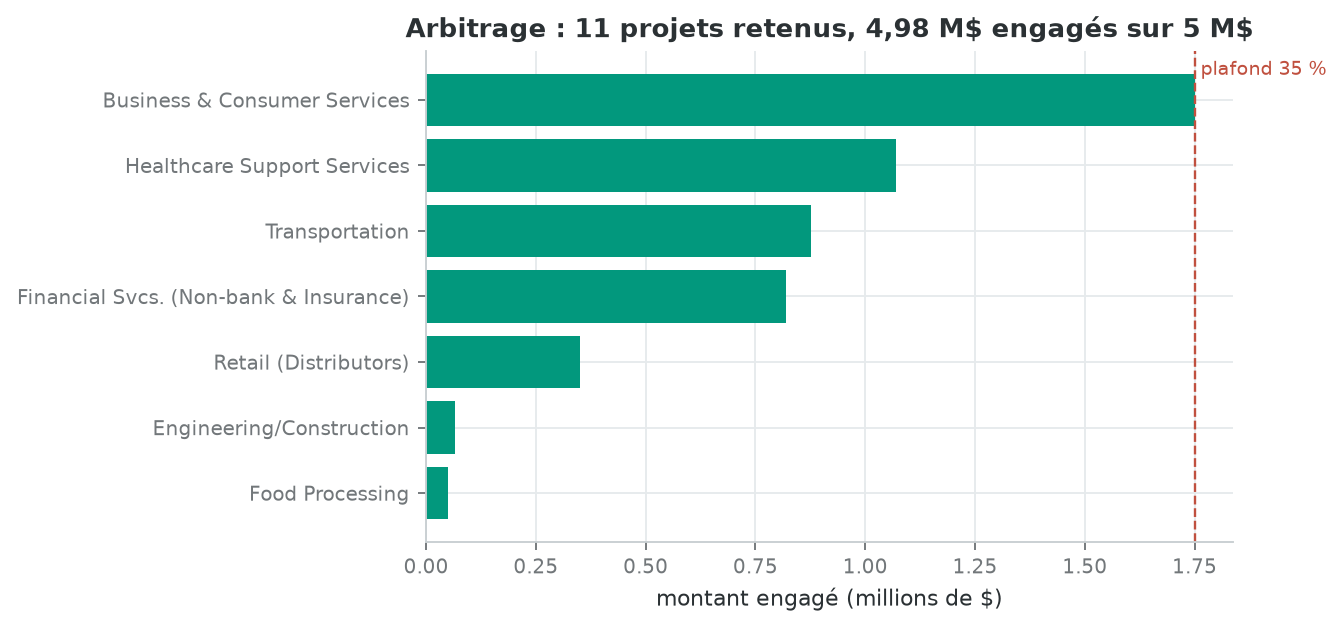 Arbitrage : 11 projets retenus, 4,98 M$ engagés sur 5 M$
plafond 35 %
Business & Consumer Services
Healthcare Support Services
Transportation
Financial Svcs. (Non-bank & Insurance)
Retail (Distributors)
Engineering/Construction
Food Processing
0.00 0.25 0.50 0.75 1.00 1.25 1.50 1.75
montant engagé (millions de $)